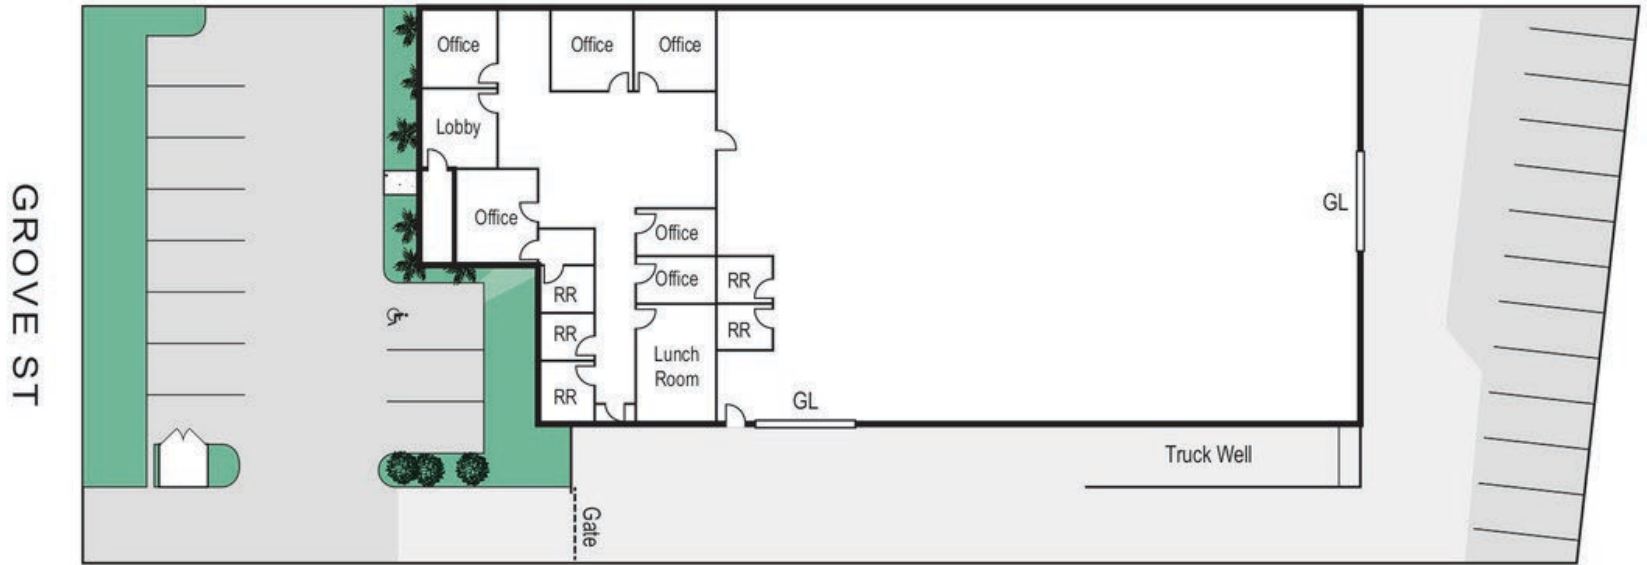 Office
Office
Office
Lobby
GROVE ST
Office
Office
GL
Office
RR
RR
RR
RR
Lunch
Room
RR
GL
Truck Well
Gate